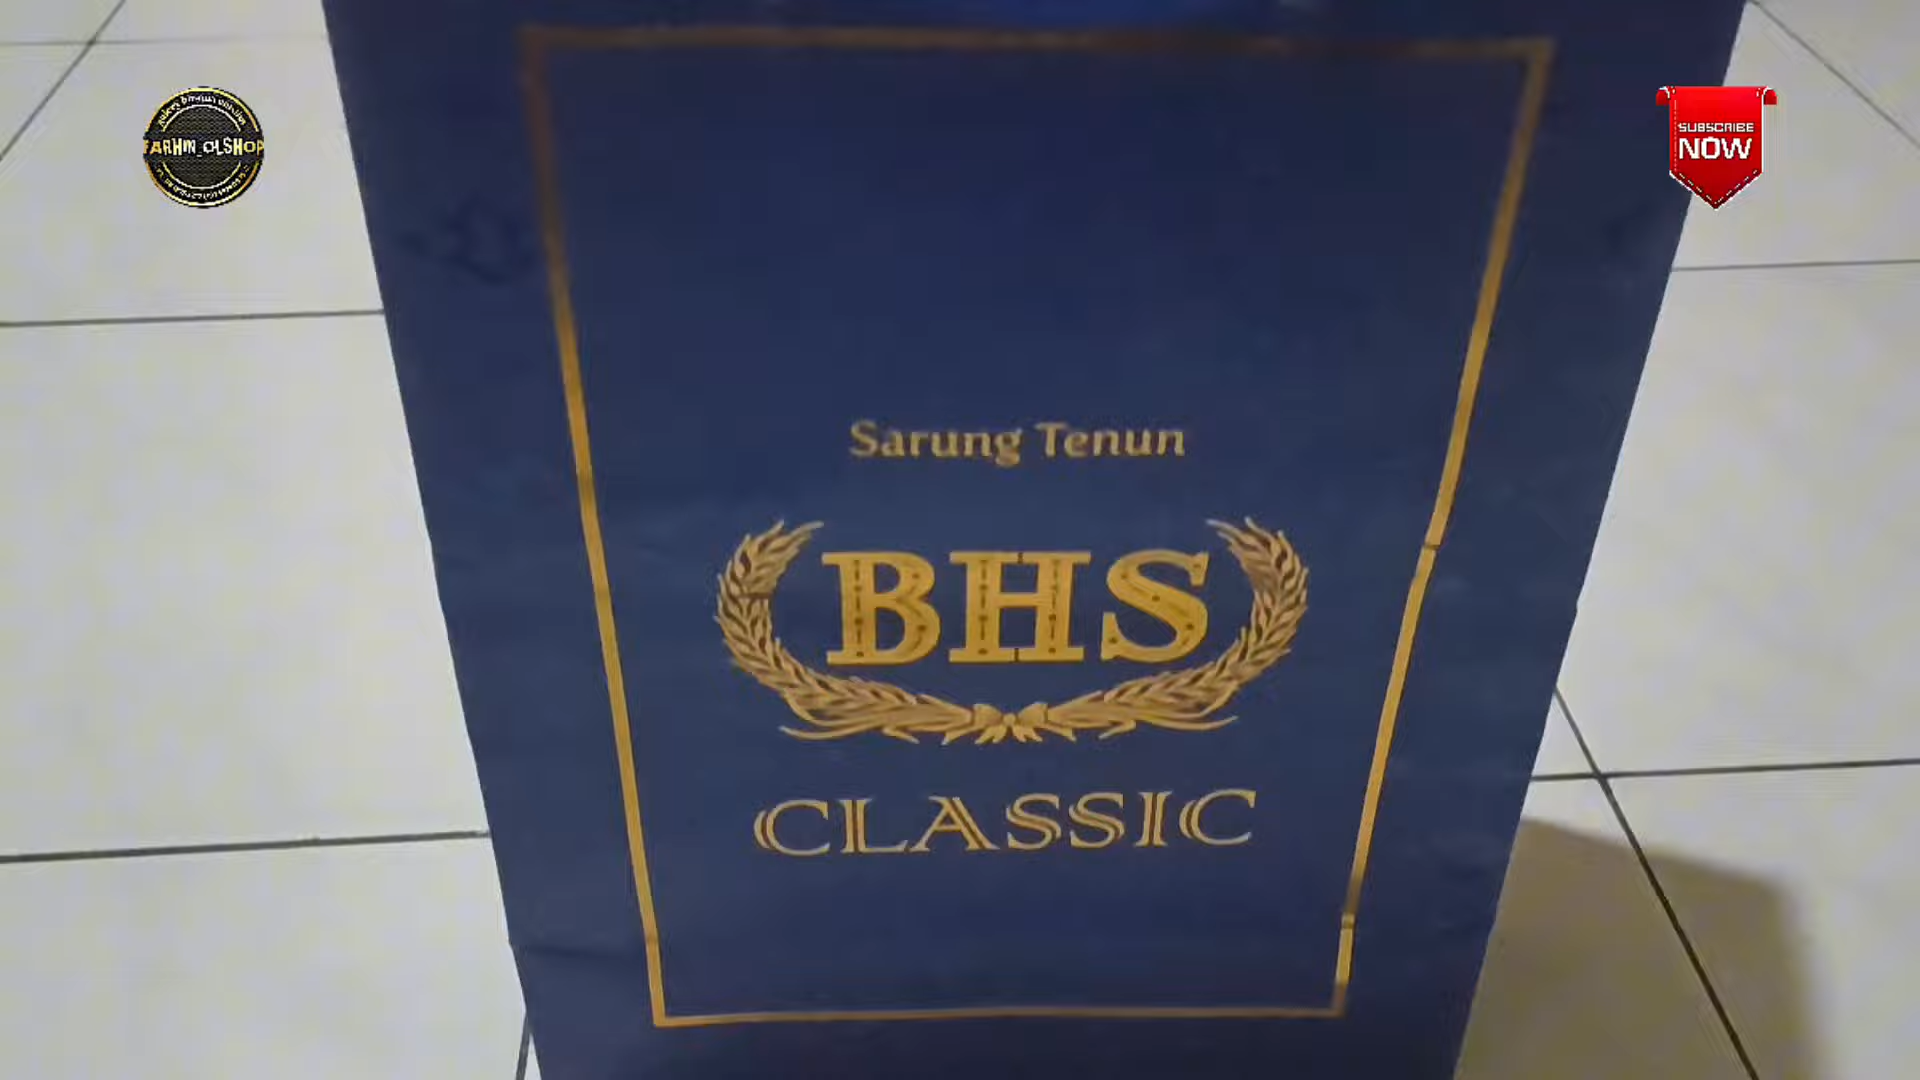 FARHIN_OLSHOP
SUBSCRIBE
NOW
Sarung Tenun
BHS
CLASSIC